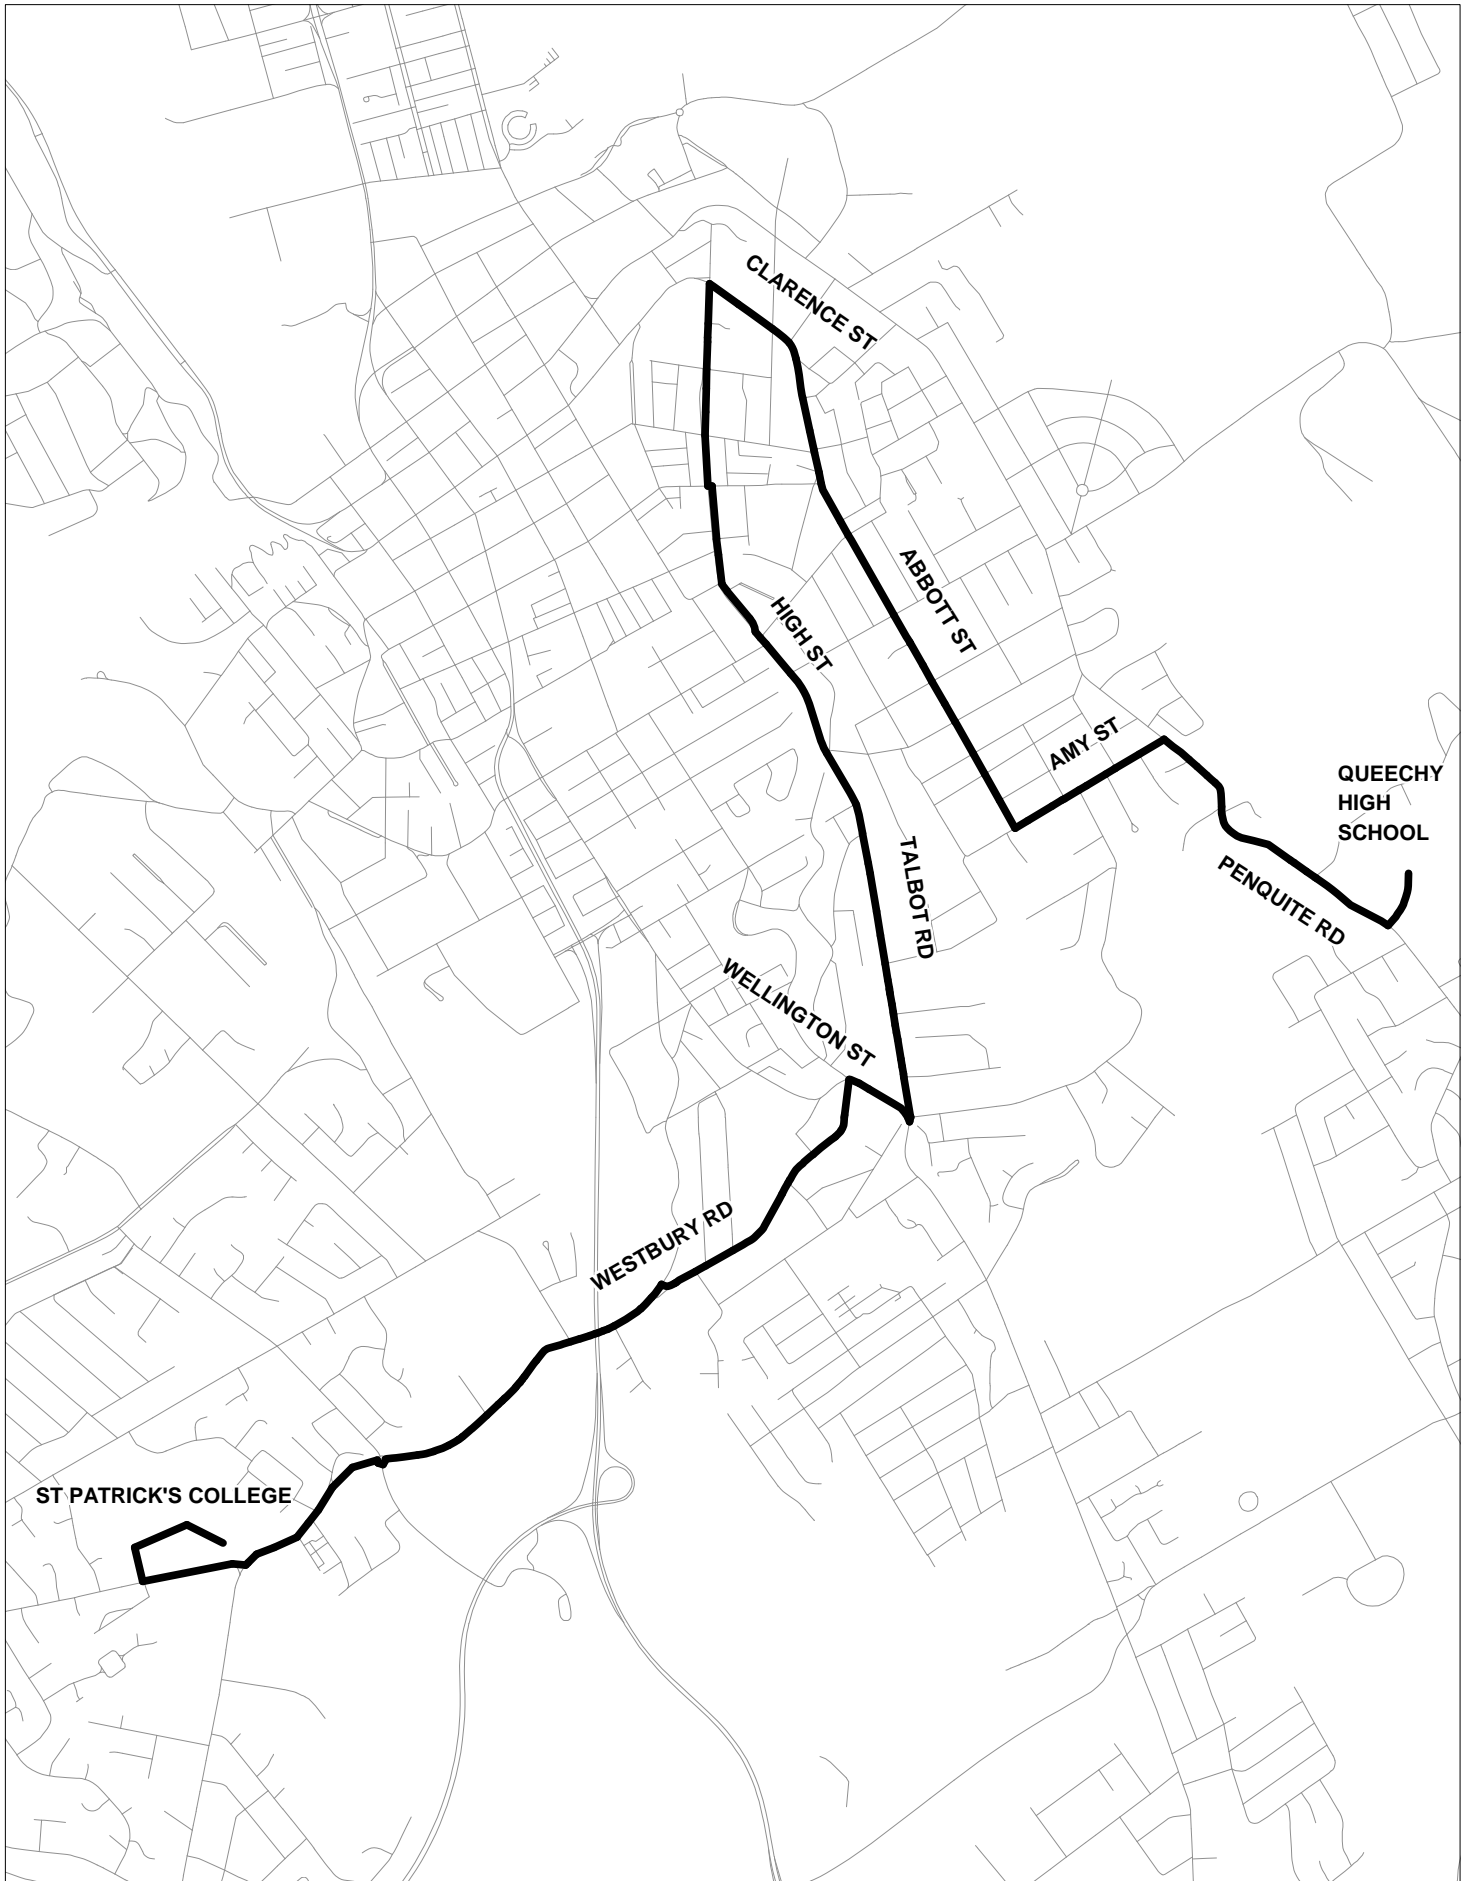 CLARENCE ST
ABBOTT ST
HIGH ST
AMY ST
QUEECHY
HIGH
SCHOOL
TALBOT RD
PENQUITE RD
WELLINGTON ST
WESTBURY RD
ST PATRICK'S COLLEGE